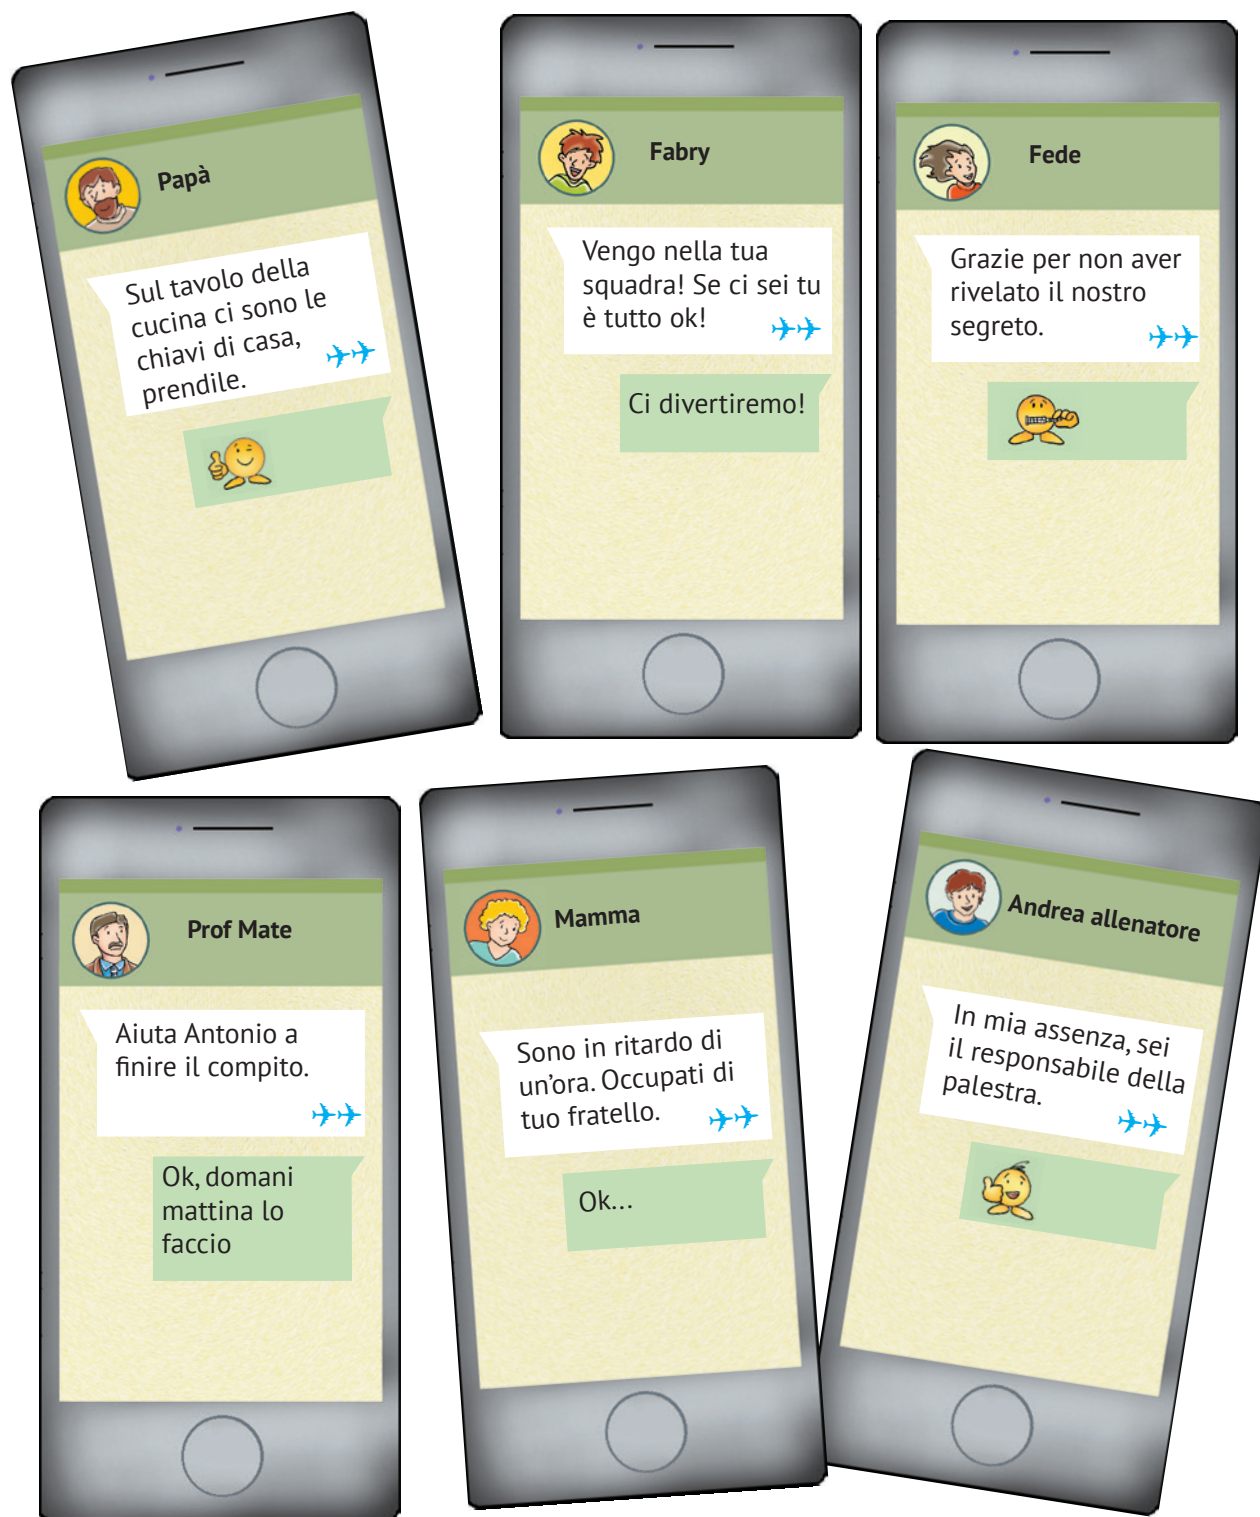 Papà
Sul tavolo della
cucina ci sono le
chiavi di casa,
prendile.
Fabry
Vengo nella tua
squadra! Se ci sei tu
è tutto ok!
Ci divertiremo!
Fede
Grazie per non aver
rivelato il nostro
segreto.
Prof Mate
Aiuta Antonio a
finire il compito.
Ok, domani
mattina lo
faccio
Mamma
Sono in ritardo di
un'ora. Occupati di
tuo fratello.
Ok...
Andrea allenatore
In mia assenza, sei
il responsabile della
palestra.